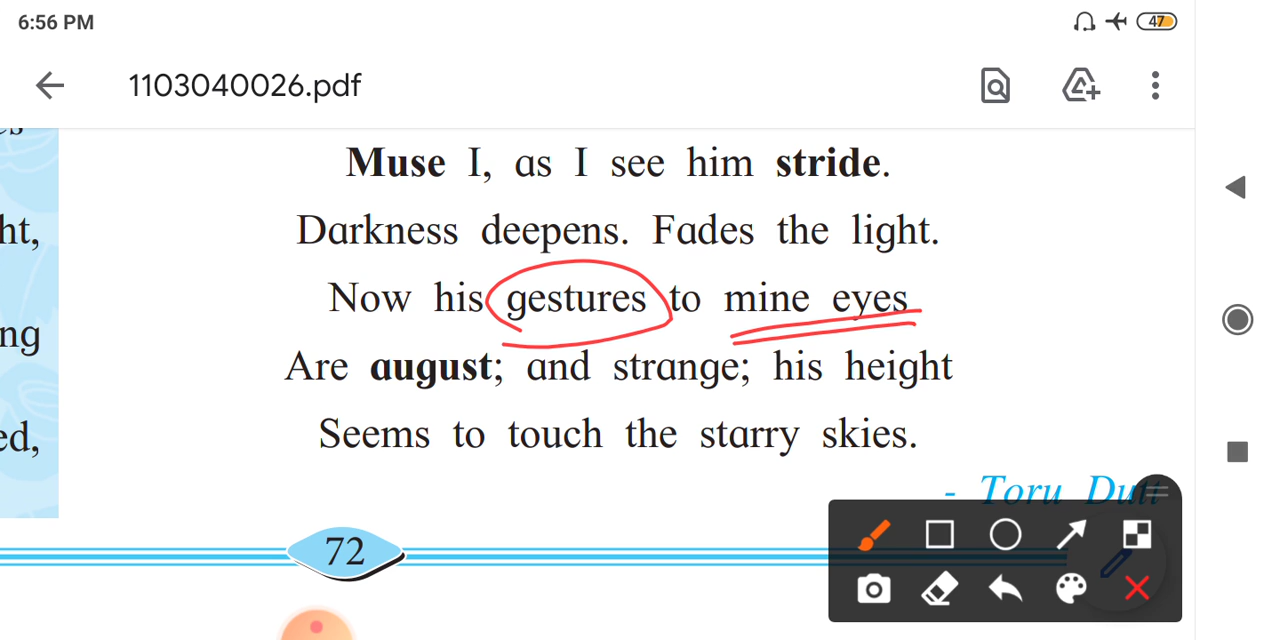 6:56 PM
47
1103040026.pdf
Muse I, as I see him stride.
ht,
Darkness deepens. Fades the light.
Now his gestures to mine eyes
ng
Are august; and strange; his height
ed,
Seems to touch the starry skies.
- Toru Dutt
72